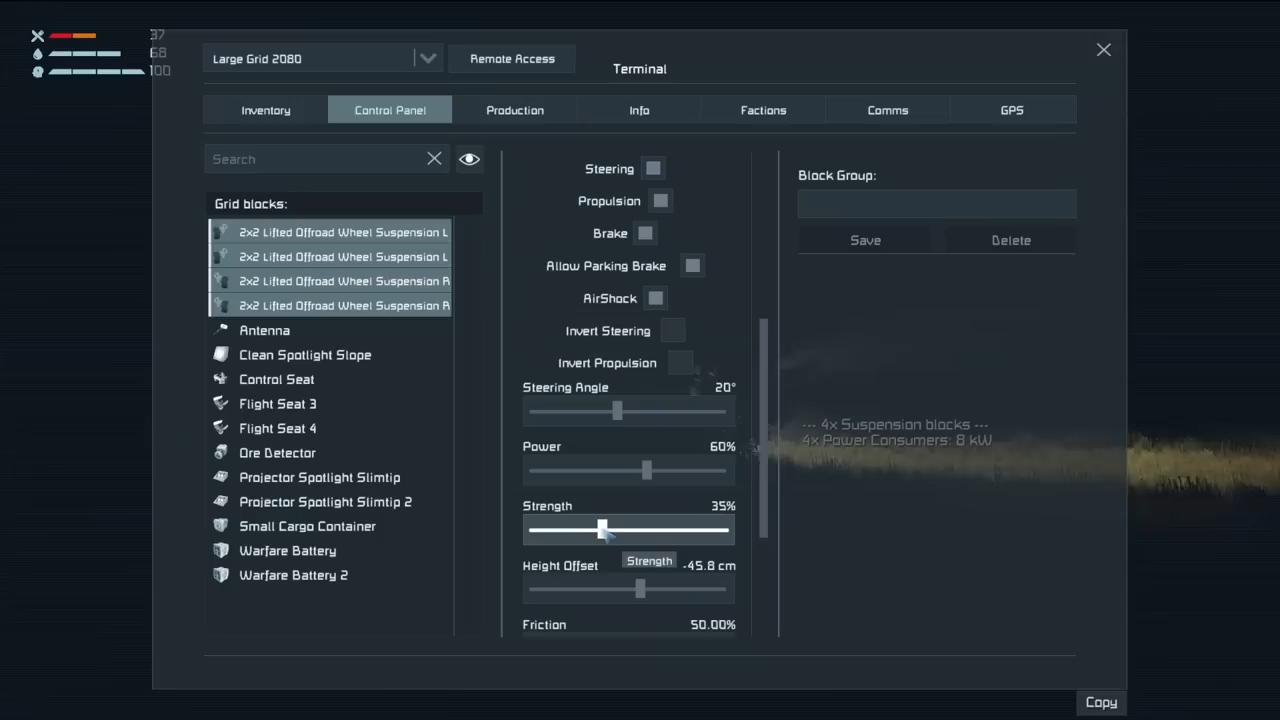 37
68
100
Large Grid 2080
Remote Access
Terminal
Inventory
Control Panel
Production
Info
Factions
Comms
GPS
Search
Grid blocks:
2x2 Lifted Offroad Wheel Suspension L
2x2 Lifted Offroad Wheel Suspension L
2x2 Lifted Offroad Wheel Suspension R
2x2 Lifted Offroad Wheel Suspension R
Antenna
Clean Spotlight Slope
Control Seat
Flight Seat 3
Flight Seat 4
Ore Detector
Projector Spotlight Slimtip
Projector Spotlight Slimtip 2
Small Cargo Container
Warfare Battery
Warfare Battery 2
Steering
Propulsion
Brake
Allow Parking Brake
AirShock
Invert Steering
Invert Propulsion
Steering Angle 20°
Power 60%
Strength 35%
Strength
Height Offset -45.8 cm
Friction 50.00%
Block Group:
Save
Delete
--- 4x Suspension blocks ---
4x Power Consumers: 8 kW
Copy